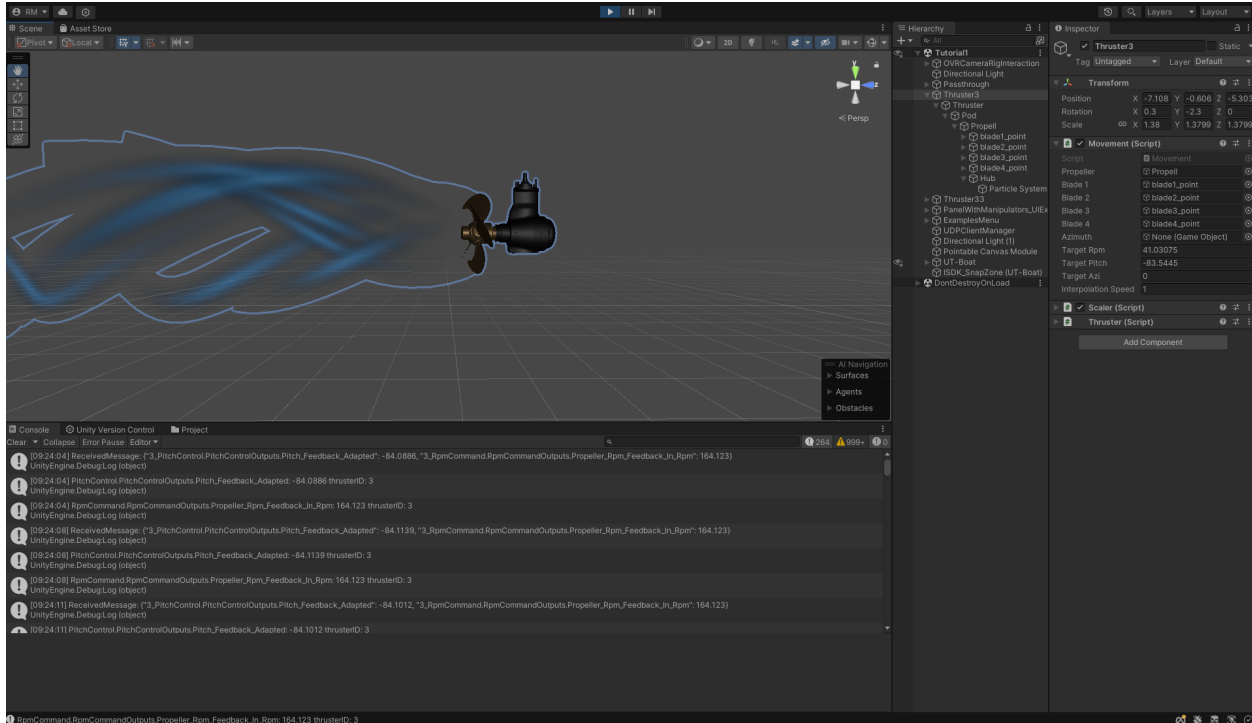 RM
Layers
Layout
Scene
Asset Store
Pivot
Local
2D
y
z
Persp
AI Navigation
Surfaces
Agents
Obstacles
Hierarchy
All
Tutorial1
OVRCameraRigInteraction
Directional Light
Passthrough
Thruster3
Thruster
Pod
Propell
blade1_point
blade2_point
blade3_point
blade4_point
Hub
Particle System
Thruster33
PanelWithManipulators_UIEx
ExamplesMenu
UDPClientManager
Directional Light (1)
Pointable Canvas Module
UT-Boat
ISDK_SnapZone (UT-Boat)
DontDestroyOnLoad
Inspector
Thruster3
Static
Tag Untagged
Layer Default
Transform
Position X -7.108 Y -0.606 Z -5.303
Rotation X 0.3 Y -2.3 Z 0
Scale X 1.38 Y 1.3799 Z 1.3799
Movement (Script)
Script Movement
Propeller Propell
Blade 1 blade1_point
Blade 2 blade2_point
Blade 3 blade3_point
Blade 4 blade4_point
Azimuth None (Game Object)
Target Rpm 41.03075
Target Pitch -83.5445
Target Azi 0
Interpolation Speed 1
Scaler (Script)
Thruster (Script)
Add Component
Console
Unity Version Control
Project
Clear Collapse Error Pause Editor
264 999+ 0
[09:24:04] ReceivedMessage: {"3_PitchControl.PitchControlOutputs.Pitch_Feedback_Adapted": -84.0886, "3_RpmCommand.RpmCommandOutputs.Propeller_Rpm_Feedback_In_Rpm": 164.123}
UnityEngine.Debug:Log (object)
[09:24:04] PitchControl.PitchControlOutputs.Pitch_Feedback_Adapted: -84.0886 thrusterID: 3
UnityEngine.Debug:Log (object)
[09:24:04] RpmCommand.RpmCommandOutputs.Propeller_Rpm_Feedback_In_Rpm: 164.123 thrusterID: 3
UnityEngine.Debug:Log (object)
[09:24:08] ReceivedMessage: {"3_PitchControl.PitchControlOutputs.Pitch_Feedback_Adapted": -84.1139, "3_RpmCommand.RpmCommandOutputs.Propeller_Rpm_Feedback_In_Rpm": 164.123}
UnityEngine.Debug:Log (object)
[09:24:08] PitchControl.PitchControlOutputs.Pitch_Feedback_Adapted: -84.1139 thrusterID: 3
UnityEngine.Debug:Log (object)
[09:24:08] RpmCommand.RpmCommandOutputs.Propeller_Rpm_Feedback_In_Rpm: 164.123 thrusterID: 3
UnityEngine.Debug:Log (object)
[09:24:11] ReceivedMessage: {"3_PitchControl.PitchControlOutputs.Pitch_Feedback_Adapted": -84.1012, "3_RpmCommand.RpmCommandOutputs.Propeller_Rpm_Feedback_In_Rpm": 164.123}
UnityEngine.Debug:Log (object)
[09:24:11] PitchControl.PitchControlOutputs.Pitch_Feedback_Adapted: -84.1012 thrusterID: 3
RpmCommand.RpmCommandOutputs.Propeller_Rpm_Feedback_In_Rpm: 164.123 thrusterID: 3